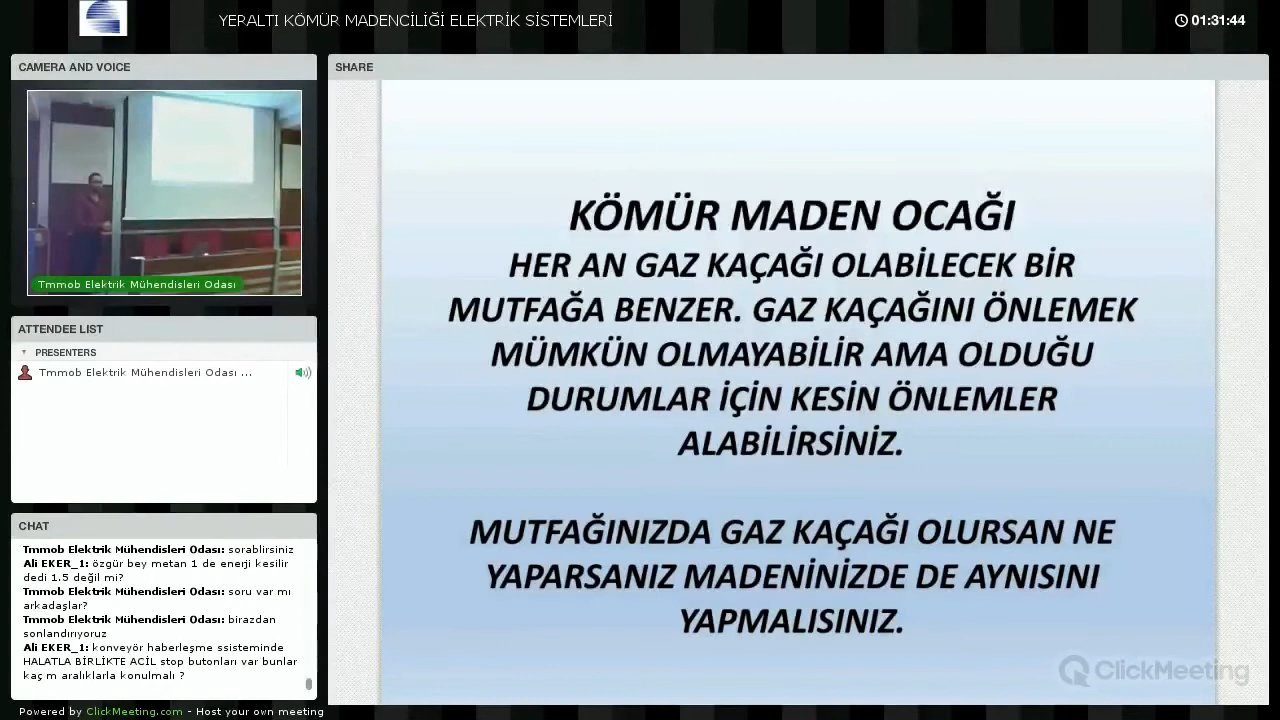 YERALTI KÖMÜR MADENCİLİĞİ ELEKTRİK SİSTEMLERİ
01:31:44
CAMERA AND VOICE
Tmmob Elektrik Mühendisleri Odası
ATTENDEE LIST
PRESENTERS
Tmmob Elektrik Mühendisleri Odası ...
CHAT
Tmmob Elektrik Mühendisleri Odası: sorablirsiniz
Ali EKER_1: özgür bey metan 1 de enerji kesilir
dedi 1.5 değil mi?
Tmmob Elektrik Mühendisleri Odası: soru var mı
arkadaşlar?
Tmmob Elektrik Mühendisleri Odası: birazdan
sonlandırıyoruz
Ali EKER_1: konveyör haberleşme ssisteminde
HALATLA BİRLİKTE ACİL stop butonları var bunlar
kaş m aralıklarla konulmalı ?
SHARE
KÖMÜR MADEN OCAĞI
HER AN GAZ KAÇAĞI OLABİLECEK BİR
MUTFAĞA BENZER. GAZ KAÇAĞINI ÖNLEMEK
MÜMKÜN OLMAYABİLİR AMA OLDUĞU
DURUMLAR İÇİN KESİN ÖNLEMLER
ALABİLİRSİNİZ.
MUTFAĞINIZDA GAZ KAÇAĞI OLURSAN NE
YAPARSANIZ MADENİNİZDE DE AYNISINI
YAPMALISINIZ.
ClickMeeting
Powered by ClickMeeting.com - Host your own meeting